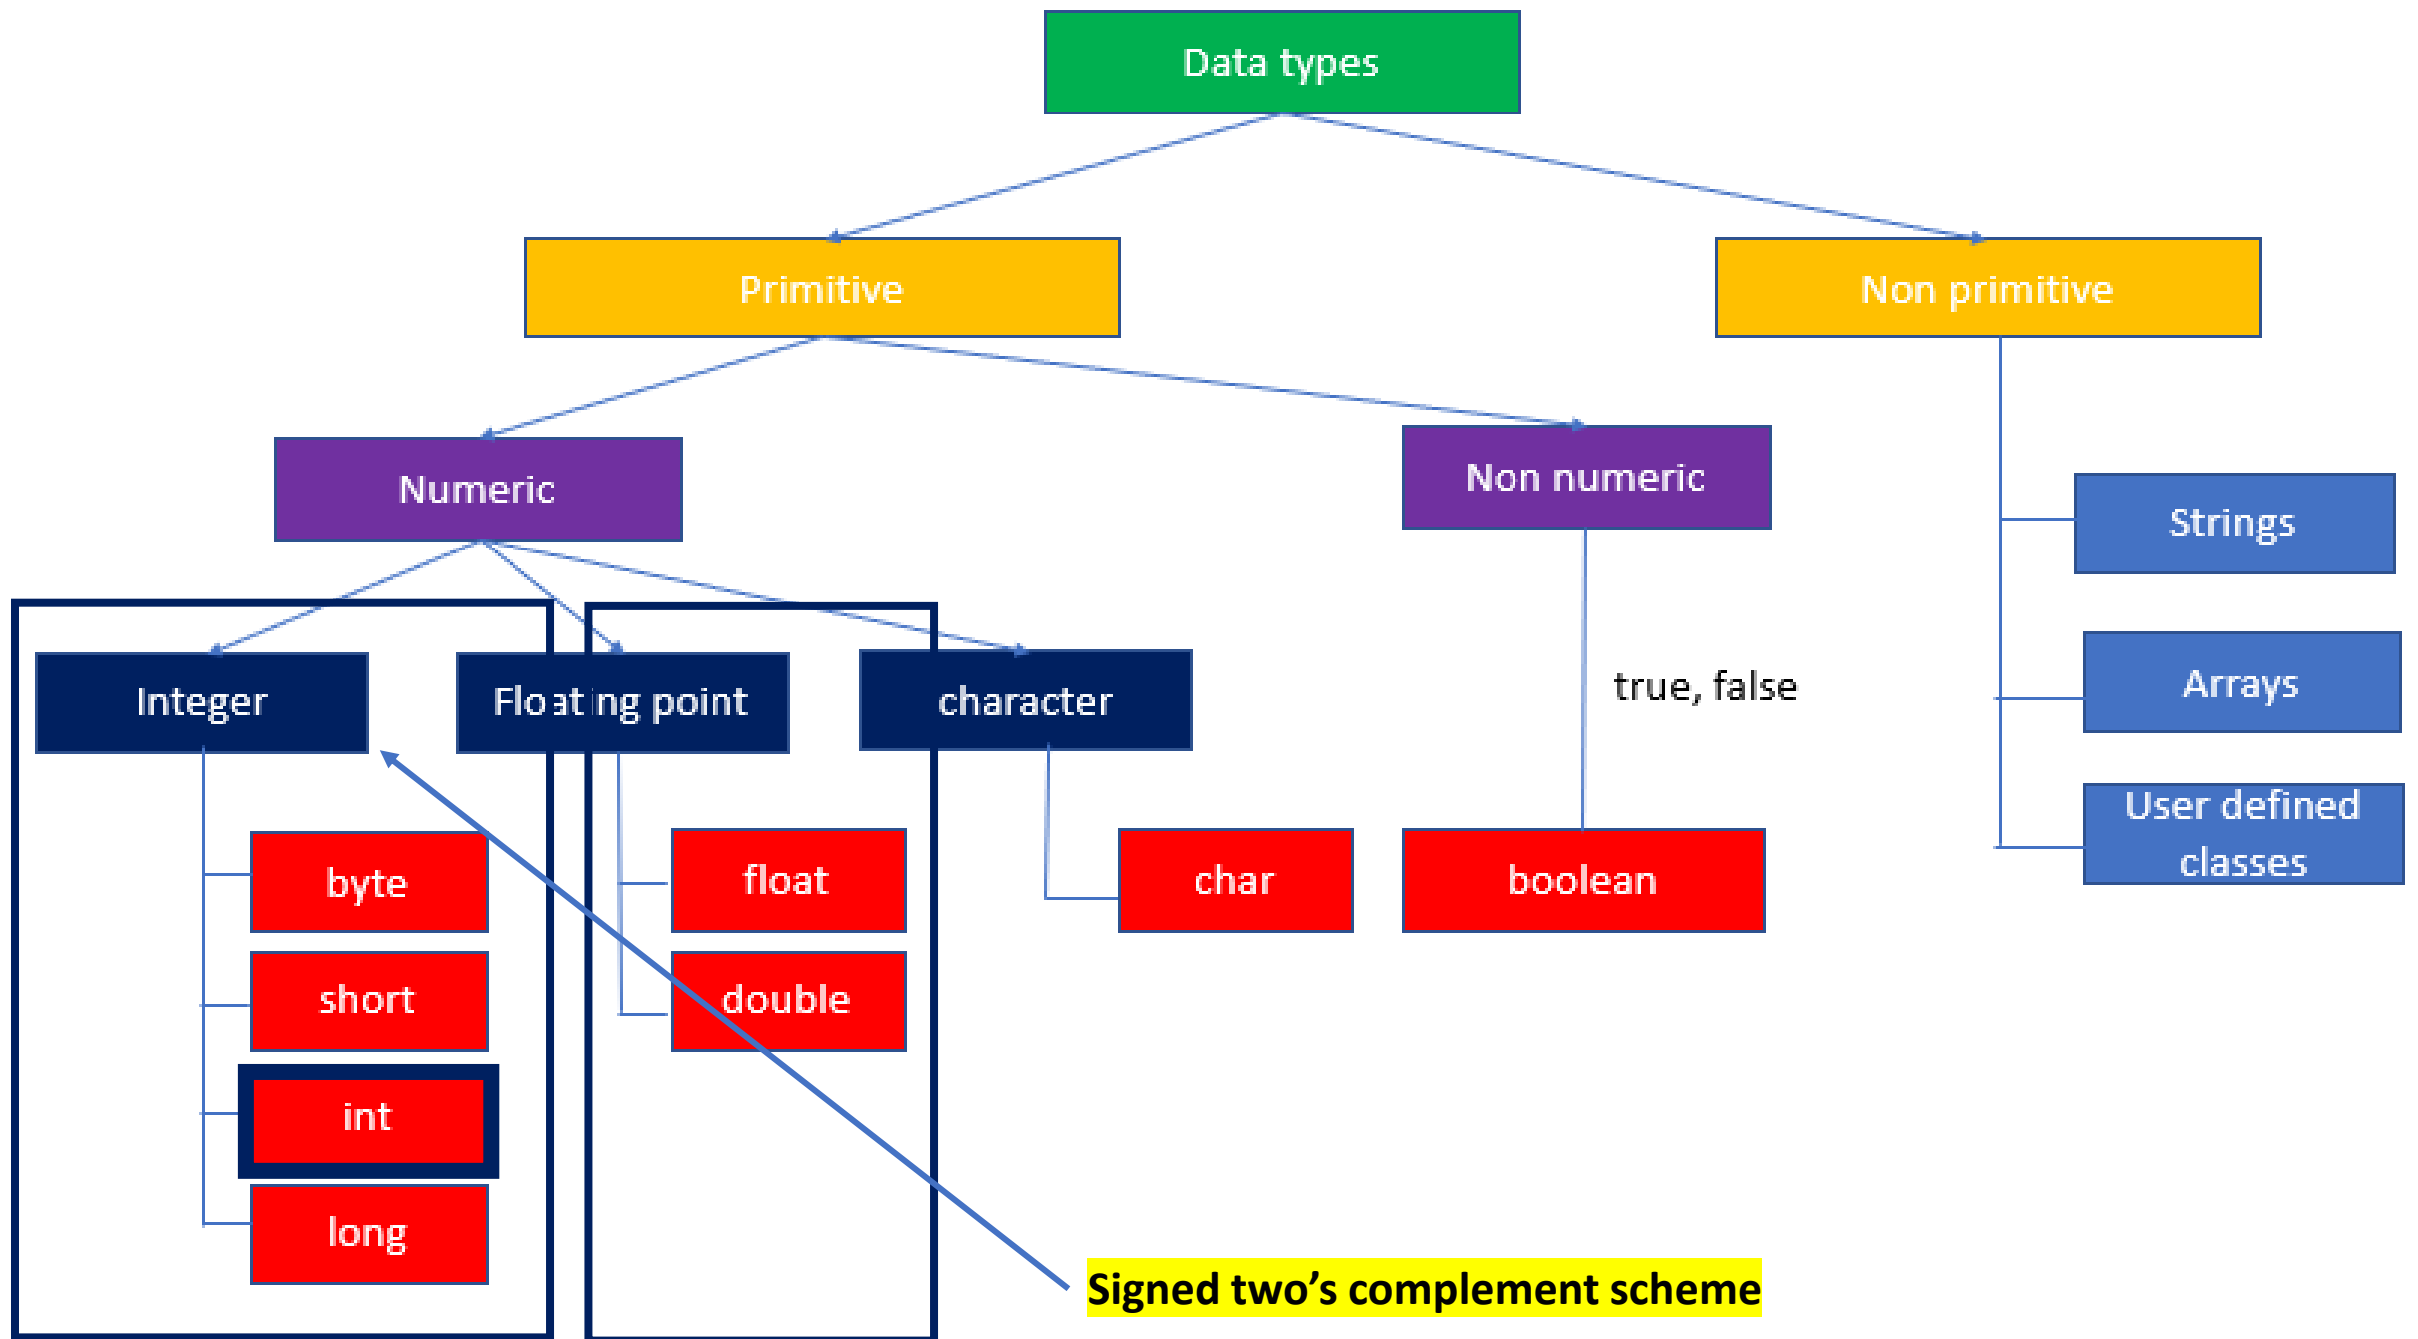 Data types
Primitive
Non primitive
Numeric
Non numeric
Strings
Integer
Floating point
character
true, false
Arrays
User defined
classes
byte
float
char
boolean
short
double
int
long
Signed two’s complement scheme